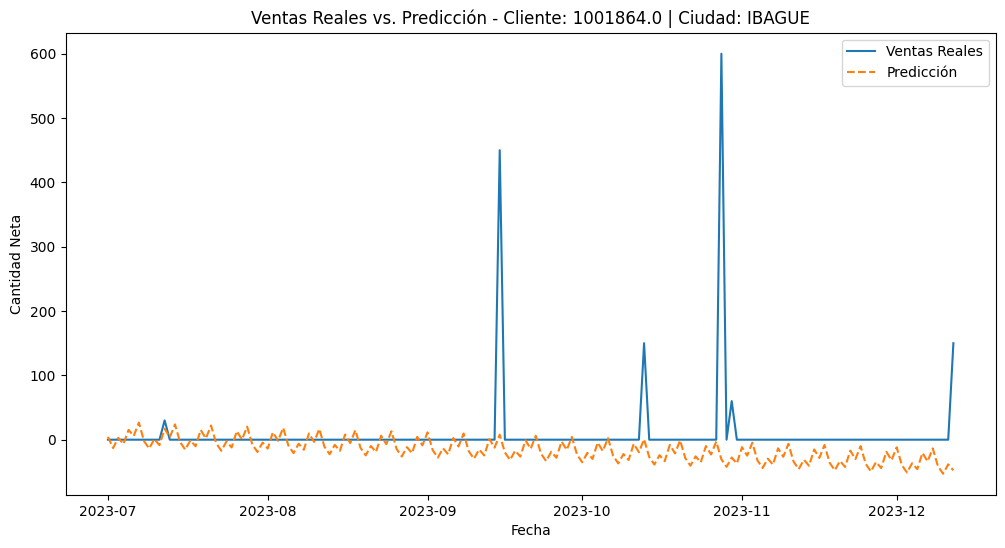 Ventas Reales vs. Predicción - Cliente: 1001864.0 | Ciudad: IBAGUE
Ventas Reales
Predicción
600
500
400
300
200
100
0
Cantidad Neta
2023-07
2023-08
2023-09
2023-10
2023-11
2023-12
Fecha